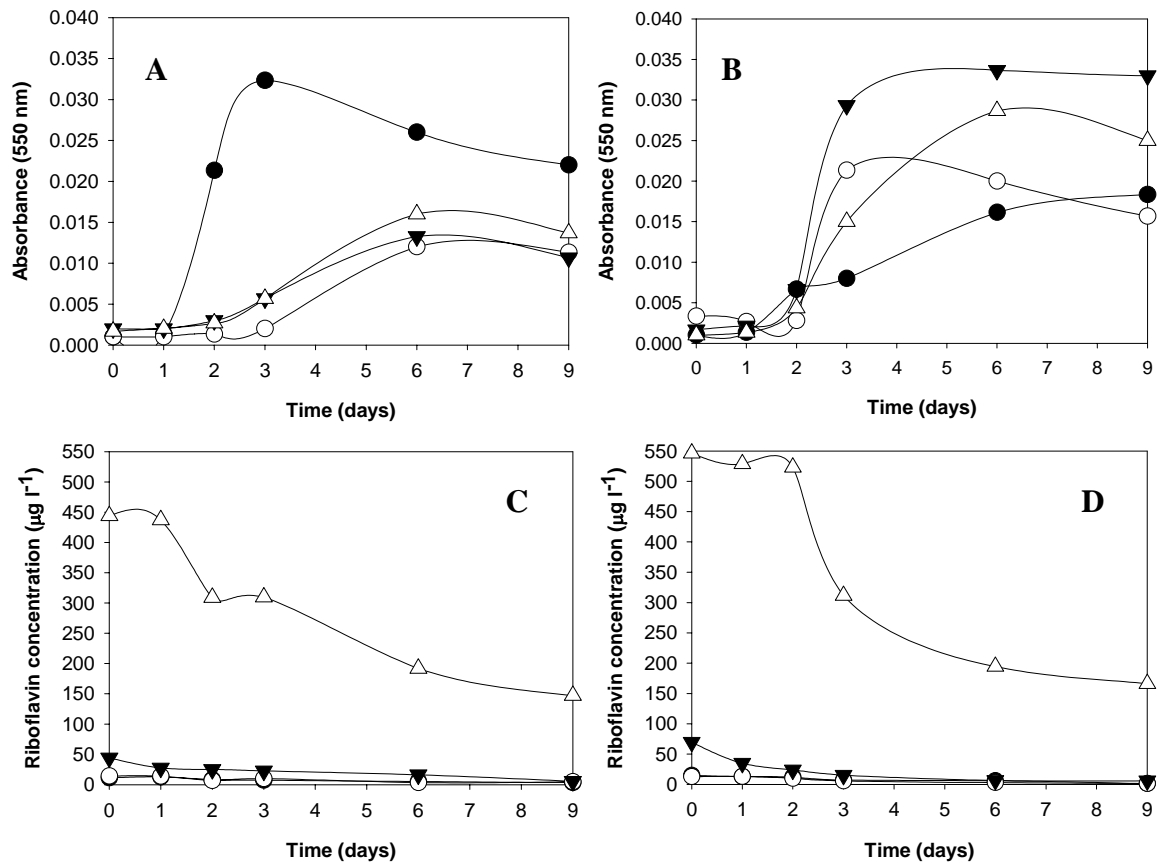 0.040
0.035
0.030
0.025
0.020
0.015
0.010
0.005
0.000
Absorbance (550 nm)
A
0 1 2 3 4 5 6 7 8 9
Time (days)
0.040
0.035
0.030
0.025
0.020
0.015
0.010
0.005
0.000
Absorbance (550 nm)
B
0 1 2 3 4 5 6 7 8 9
Time (days)
550
500
450
400
350
300
250
200
150
100
50
0
Riboflavin concentration (μg l⁻¹)
C
0 1 2 3 4 5 6 7 8 9
Time (days)
550
500
450
400
350
300
250
200
150
100
50
0
Riboflavin concentration (μg l⁻¹)
D
0 1 2 3 4 5 6 7 8 9
Time (days)